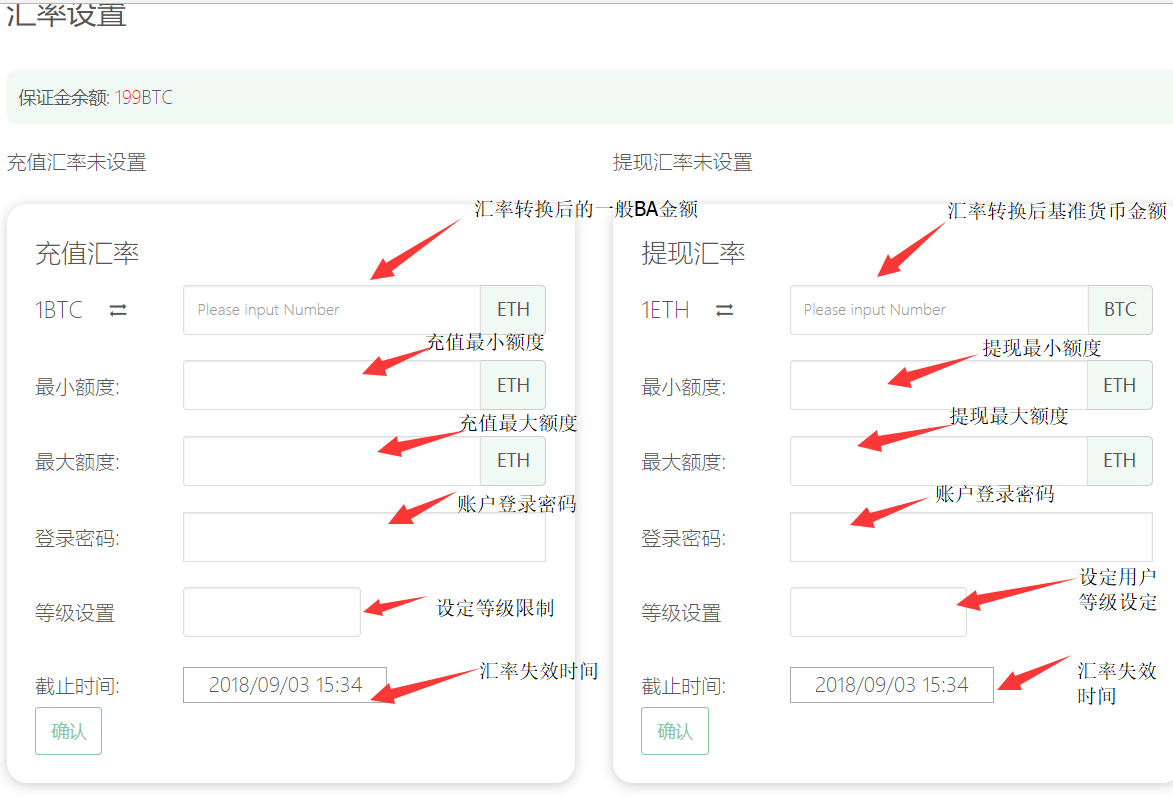 汇率设置
保证金余额: 199BTC
充值汇率未设置
提现汇率未设置
汇率转换后的一般BA金额
汇率转换后基准货币金额
充值汇率
1BTC ⇄ Please input Number ETH
充值最小额度
最小额度: ETH
充值最大额度
最大额度: ETH
账户登录密码
登录密码:
等级设置
设定等级限制
汇率失效时间
截止时间: 2018/09/03 15:34
确认
提现汇率
1ETH ⇄ Please input Number BTC
提现最小额度
最小额度: ETH
提现最大额度
最大额度: ETH
账户登录密码
登录密码:
设定用户
等级设定
等级设置
汇率失效
时间
截止时间: 2018/09/03 15:34
确认